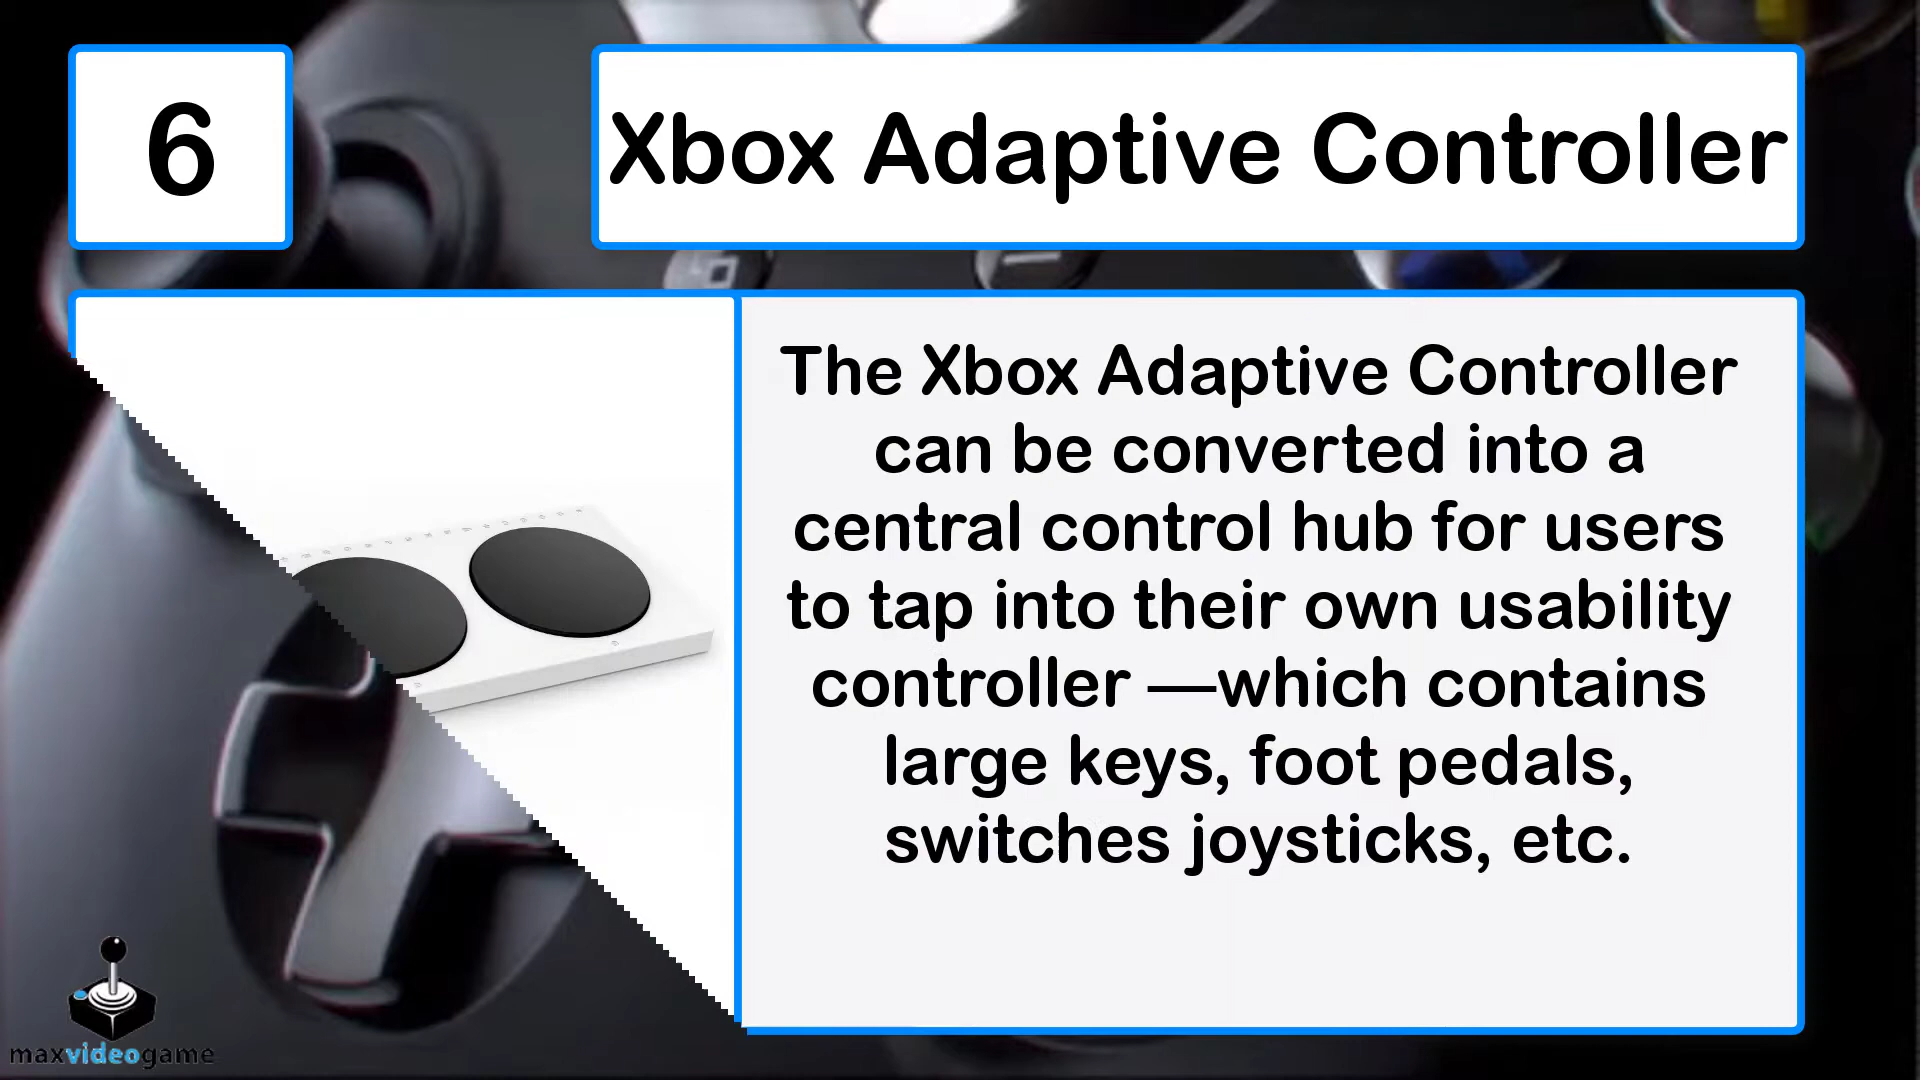 6
Xbox Adaptive Controller
The Xbox Adaptive Controller
can be converted into a
central control hub for users
to tap into their own usability
controller —which contains
large keys, foot pedals,
switches joysticks, etc.
maxvideogame